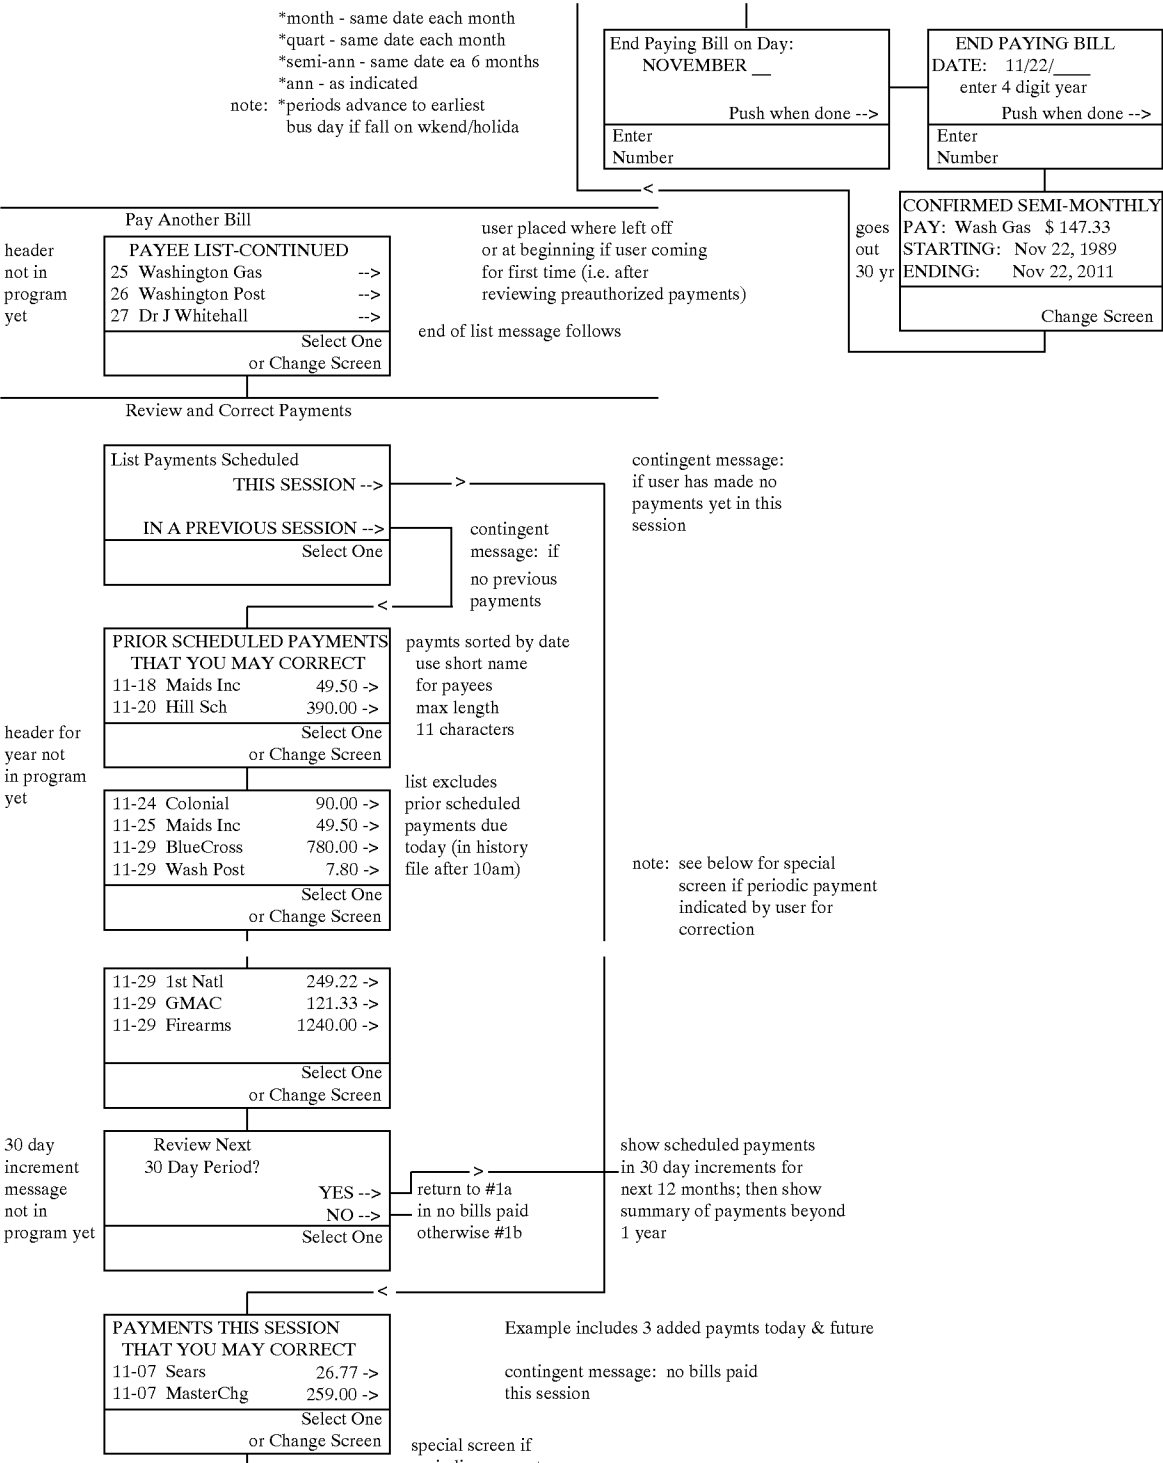 *month - same date each month
*quart - same date each month
*semi-ann - same date ea 6 months
*ann - as indicated
note: *periods advance to earliest
bus day if fall on wkend/holida
End Paying Bill on Day:
NOVEMBER __
Push when done -->
Enter
Number
END PAYING BILL
DATE: 11/22/____
enter 4 digit year
Push when done -->
Enter
Number
<
goes
out
30 yr
CONFIRMED SEMI-MONTHLY
PAY: Wash Gas $ 147.33
STARTING: Nov 22, 1989
ENDING: Nov 22, 2011
Change Screen
Pay Another Bill
header
not in
program
yet
PAYEE LIST-CONTINUED
25 Washington Gas -->
26 Washington Post -->
27 Dr J Whitehall -->
Select One
or Change Screen
user placed where left off
or at beginning if user coming
for first time (i.e. after
reviewing preauthorized payments)
end of list message follows
Review and Correct Payments
List Payments Scheduled
THIS SESSION -->
IN A PREVIOUS SESSION -->
Select One
>
contingent
message: if
no previous
payments
<
contingent message:
if user has made no
payments yet in this
session
PRIOR SCHEDULED PAYMENTS
THAT YOU MAY CORRECT
11-18 Maids Inc 49.50 ->
11-20 Hill Sch 390.00 ->
Select One
or Change Screen
paymts sorted by date
use short name
for payees
max length
11 characters
header for
year not
in program
yet
11-24 Colonial 90.00 ->
11-25 Maids Inc 49.50 ->
11-29 BlueCross 780.00 ->
11-29 Wash Post 7.80 ->
Select One
or Change Screen
list excludes
prior scheduled
payments due
today (in history
file after 10am)
note: see below for special
screen if periodic payment
indicated by user for
correction
11-29 1st Natl 249.22 ->
11-29 GMAC 121.33 ->
11-29 Firearms 1240.00 ->
Select One
or Change Screen
30 day
increment
message
not in
program yet
Review Next
30 Day Period?
YES -->
NO -->
Select One
>
return to #1a
in no bills paid
otherwise #1b
show scheduled payments
in 30 day increments for
next 12 months; then show
summary of payments beyond
1 year
<
PAYMENTS THIS SESSION
THAT YOU MAY CORRECT
11-07 Sears 26.77 ->
11-07 MasterChg 259.00 ->
Select One
or Change Screen
Example includes 3 added paymts today & future
contingent message: no bills paid
this session
special screen if